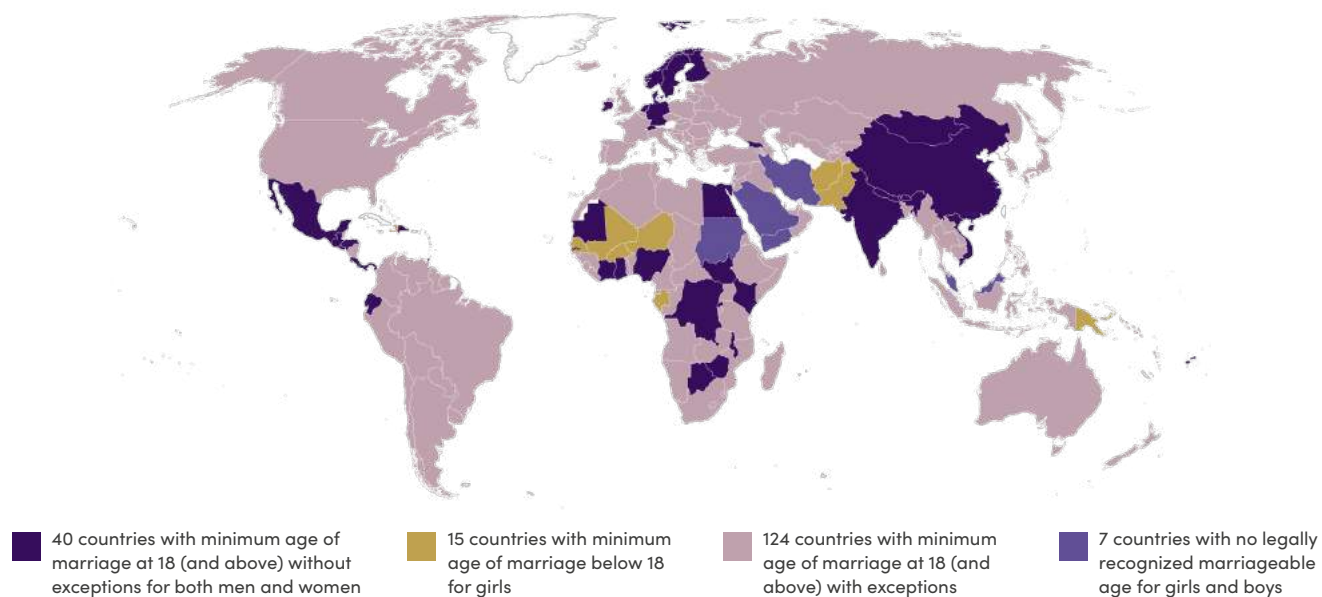 40 countries with minimum age of
marriage at 18 (and above) without
exceptions for both men and women
15 countries with minimum
age of marriage below 18
for girls
124 countries with minimum
age of marriage at 18 (and
above) with exceptions
7 countries with no legally
recognized marriageable
age for girls and boys